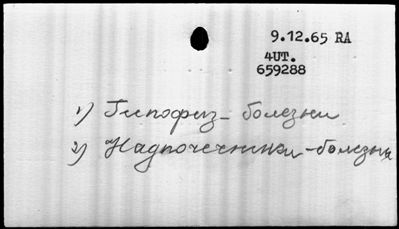 9.12.65 RA
4UT.
659288
1) Гипофиз - болезни
2) Надпочечники - болезни